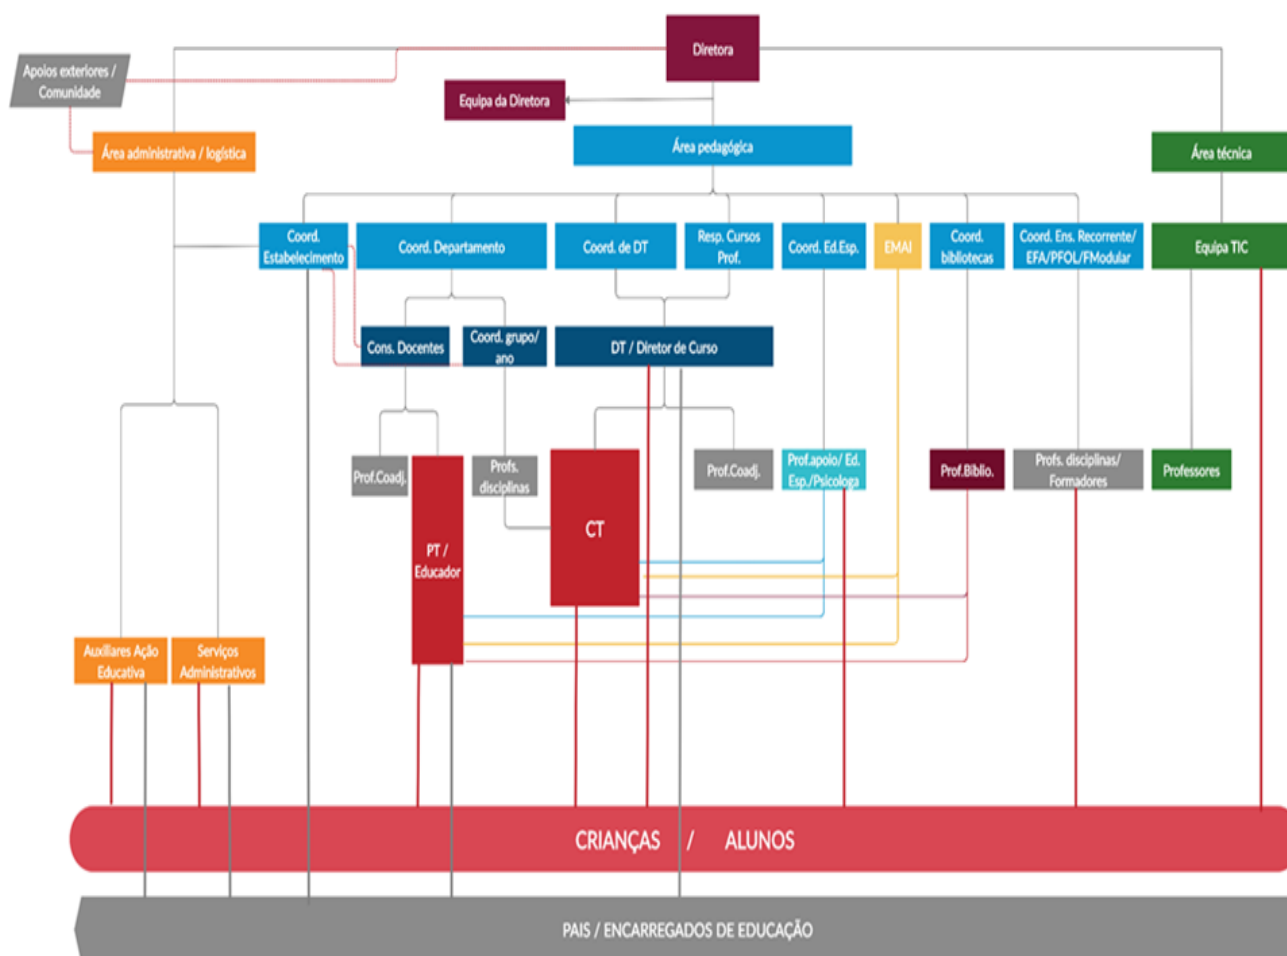 Diretora
Apoios exteriores /
Comunidade
Equipa da Diretora
Área administrativa / logística
Área pedagógica
Área técnica
Coord.
Estabelecimento
Coord. Departamento
Coord. de DT
Resp. Cursos
Prof.
Coord. Ed.Esp.
EMAI
Coord.
bibliotecas
Coord. Ens. Recorrente/
EFA/PFOL/FModular
Equipa TIC
Cons. Docentes
Coord. grupo/
ano
DT / Diretor de Curso
Prof.Coadj.
PT /
Educador
Profs.
disciplinas
CT
Prof.Coadj.
Prof.apoio/ Ed.
Esp./Psicologa
Prof.Biblio.
Profs. disciplinas/
Formadores
Professores
Auxiliares Ação
Educativa
Serviços
Administrativos
CRIANÇAS / ALUNOS
PAIS / ENCARREGADOS DE EDUCAÇÃO